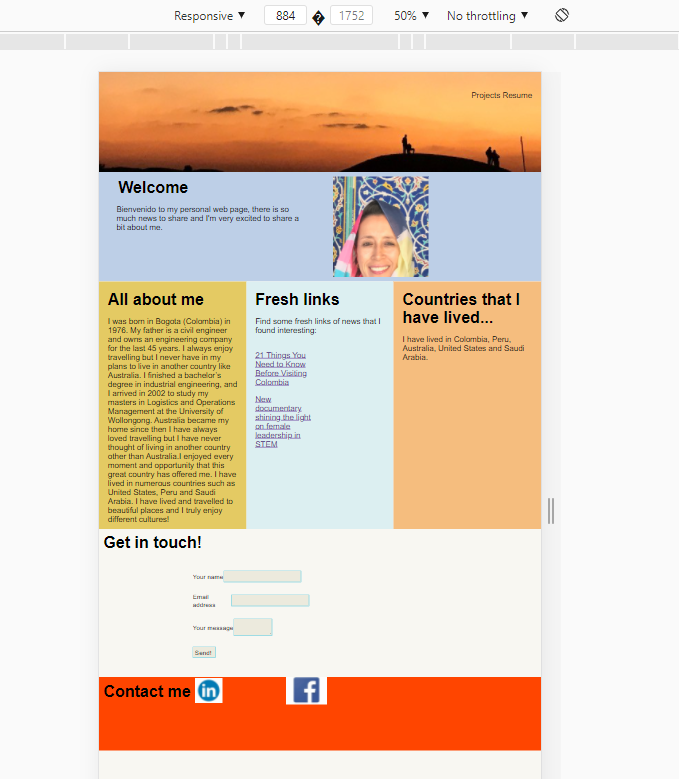 Responsive ▼ 884 � 1752 50% ▼ No throttling ▼
Projects Resume
Welcome
Bienvenido to my personal web page, there is so
much news to share and I'm very excited to share a
bit about me.
All about me
I was born in Bogota (Colombia) in
1976. My father is a civil engineer
and owns an engineering company
for the last 45 years. I always enjoy
travelling but I never have in my
plans to live in another country like
Australia. I finished a bachelor's
degree in industrial engineering, and
I arrived in 2002 to study my
masters in Logistics and Operations
Management at the University of
Wollongong. Australia became my
home since then I have always
loved travelling but I have never
thought of living in another country
other than Australia.I enjoyed every
moment and opportunity that this
great country has offered me. I have
lived in numerous countries such as
United States, Peru and Saudi
Arabia. I have lived and travelled to
beautiful places and I truly enjoy
different cultures!
Fresh links
Find some fresh links of news that I
found interesting:
21 Things You
Need to Know
Before Visiting
Colombia
New
documentary
shining the light
on female
leadership in
STEM
Countries that I
have lived...
I have lived in Colombia, Peru,
Australia, United States and Saudi
Arabia.
Get in touch!
Your name
Email
address
Your message
Send!
Contact me in f